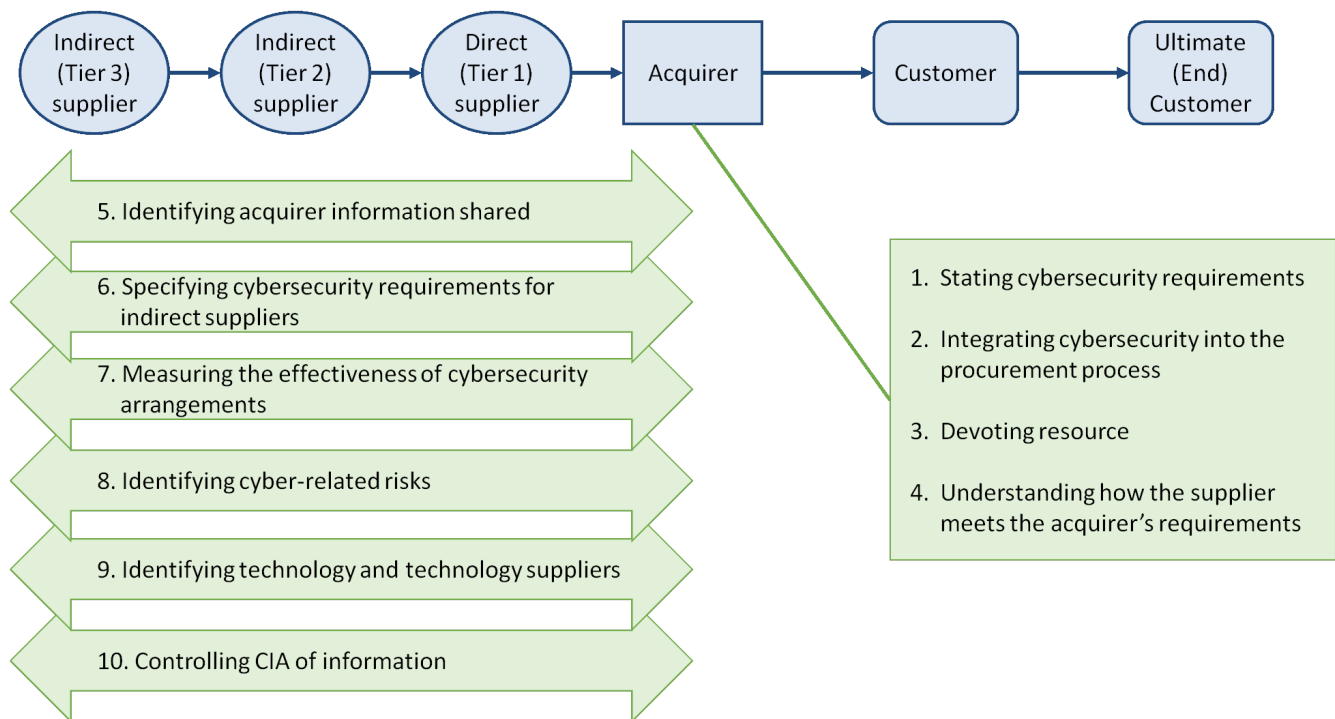 Indirect
(Tier 3)
supplier
Indirect
(Tier 2)
supplier
Direct
(Tier 1)
supplier
Acquirer
Customer
Ultimate
(End)
Customer
5. Identifying acquirer information shared
6. Specifying cybersecurity requirements for
indirect suppliers
7. Measuring the effectiveness of cybersecurity
arrangements
8. Identifying cyber-related risks
9. Identifying technology and technology suppliers
10. Controlling CIA of information
1. Stating cybersecurity requirements
2. Integrating cybersecurity into the
procurement process
3. Devoting resource
4. Understanding how the supplier
meets the acquirer’s requirements